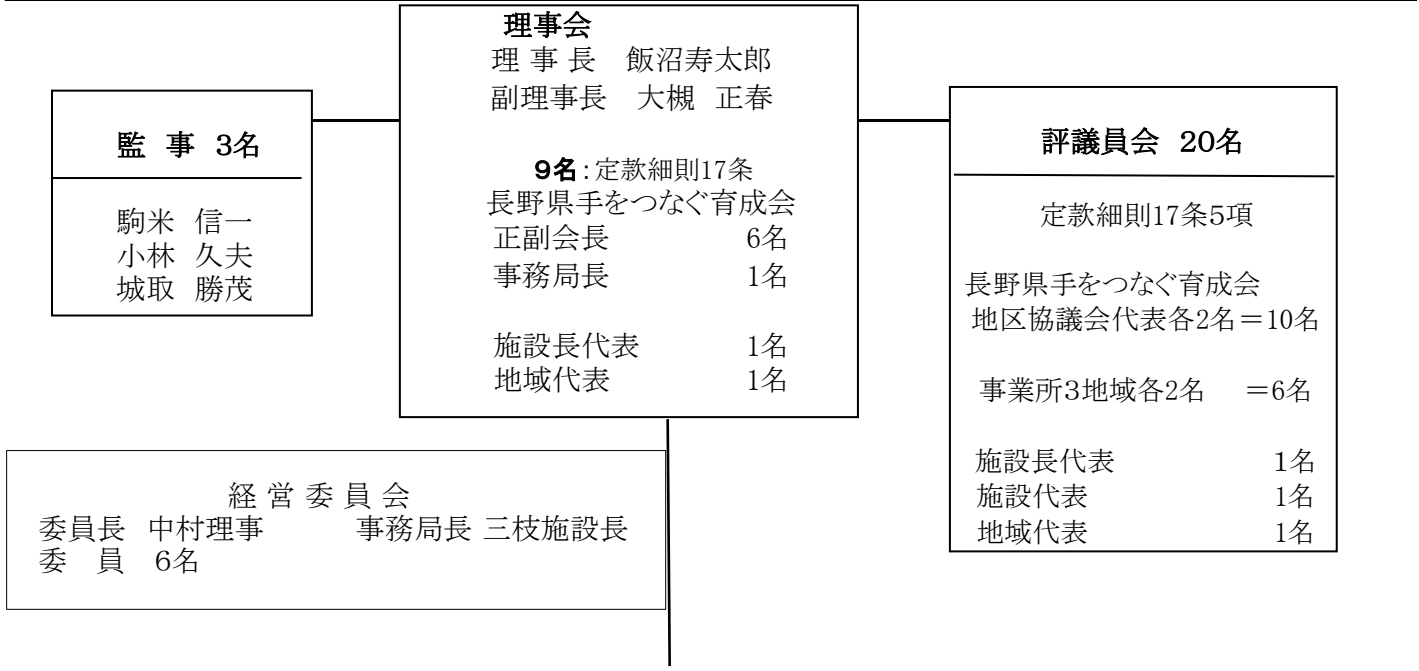 理事会
理 事 長　飯沼寿太郎
副理事長　大槻 正春
9名：定款細則17条
長野県手をつなぐ育成会
正副会長　6名
事務局長　1名
施設長代表　1名
地域代表　1名
監 事 3名
駒米 信一
小林 久夫
城取 勝茂
評議員会 20名
定款細則17条5項
長野県手をつなぐ育成会
地区協議会代表各2名＝10名
事業所3地域各2名　＝6名
施設長代表　1名
施設代表　1名
地域代表　1名
経 営 委 員 会
委員長 中村理事　事務局長 三枝施設長
委　員　6名